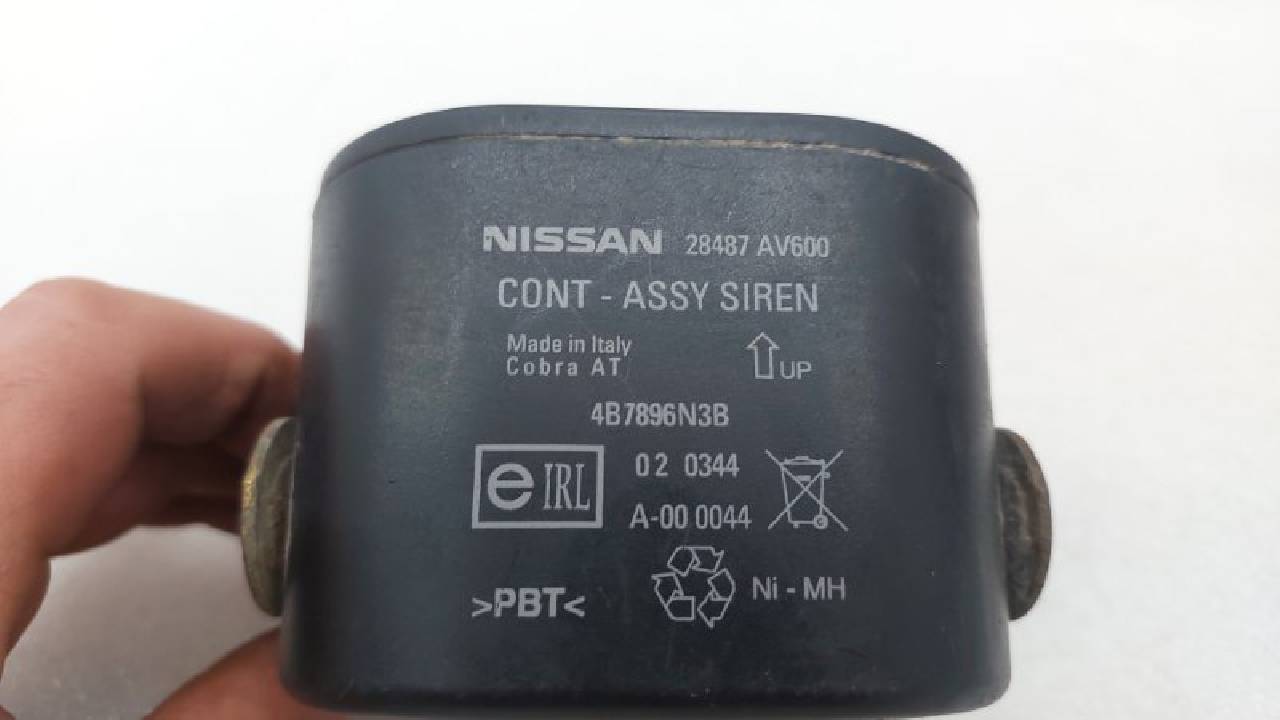 NISSAN 28487 AV600
CONT - ASSY SIREN
Made in Italy
Cobra AT
UP
4B7896N3B
e IRL
02 0344
A-00 0044
>PBT<
Ni - MH